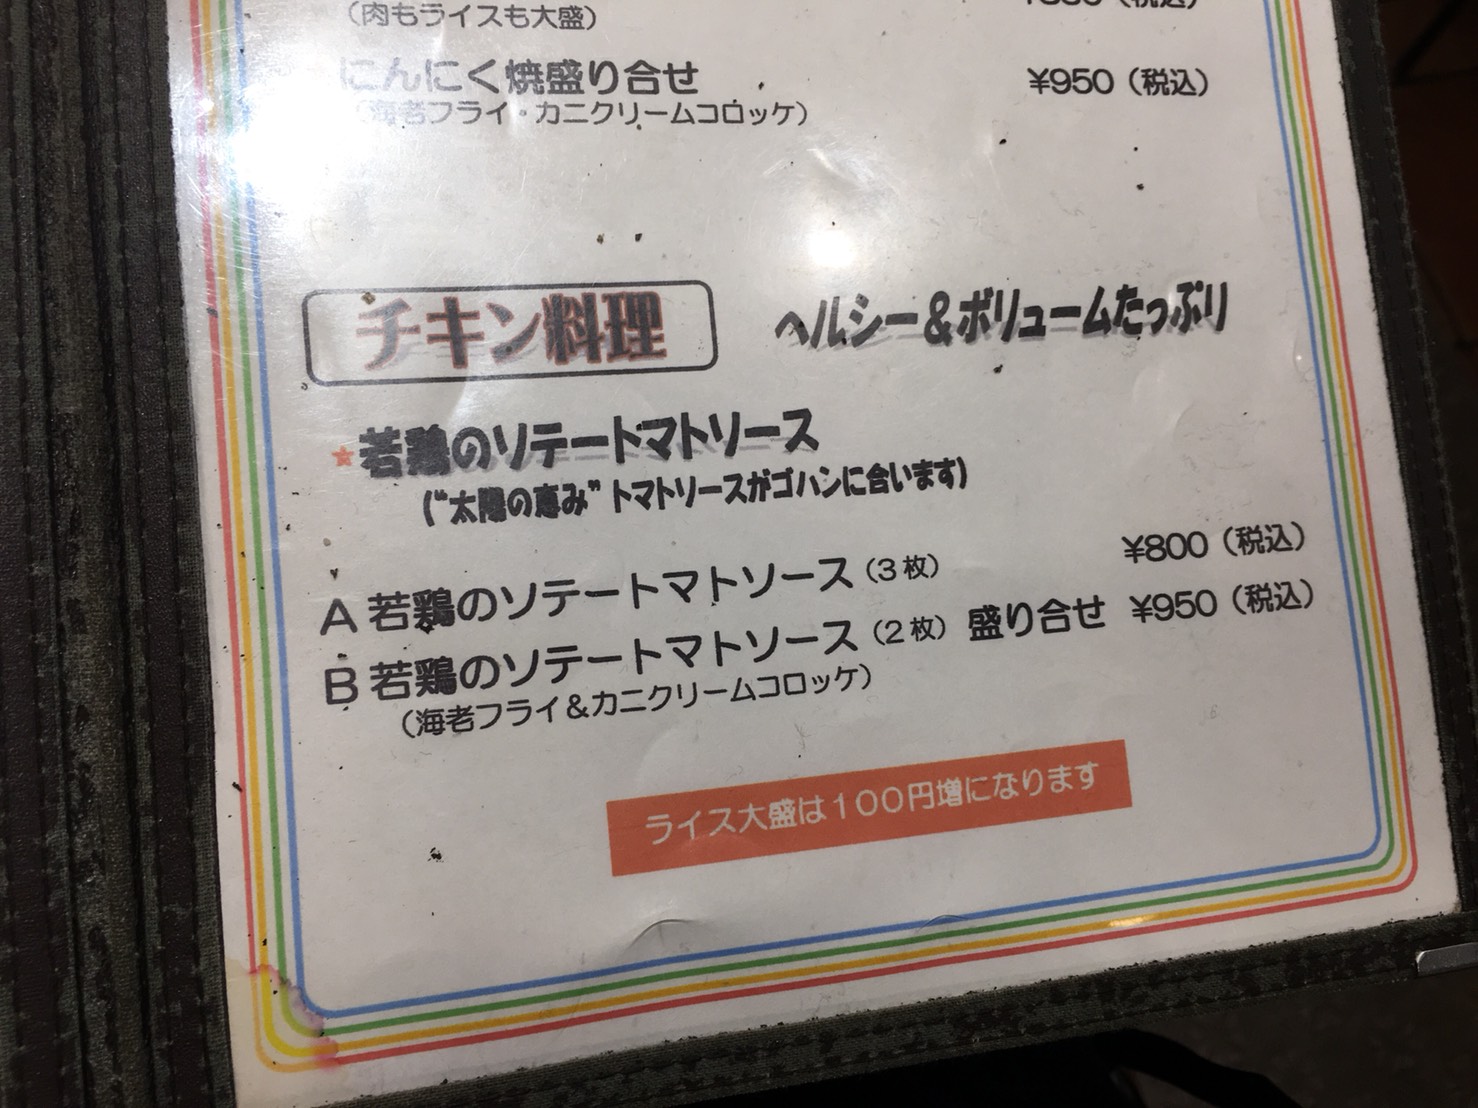 (税込)
(肉もライスも大盛)
にんにく焼盛り合せ ¥950(税込)
(海老フライ・カニクリームコロッケ)
チキン料理 ヘルシー&ボリュームたっぷり
★若鶏のソテートマトソース
(“太陽の恵み”トマトソースがゴハンに合います)
A 若鶏のソテートマトソース(3枚) ¥800(税込)
B 若鶏のソテートマトソース(2枚)盛り合せ ¥950(税込)
(海老フライ&カニクリームコロッケ)
ライス大盛は100円増になります